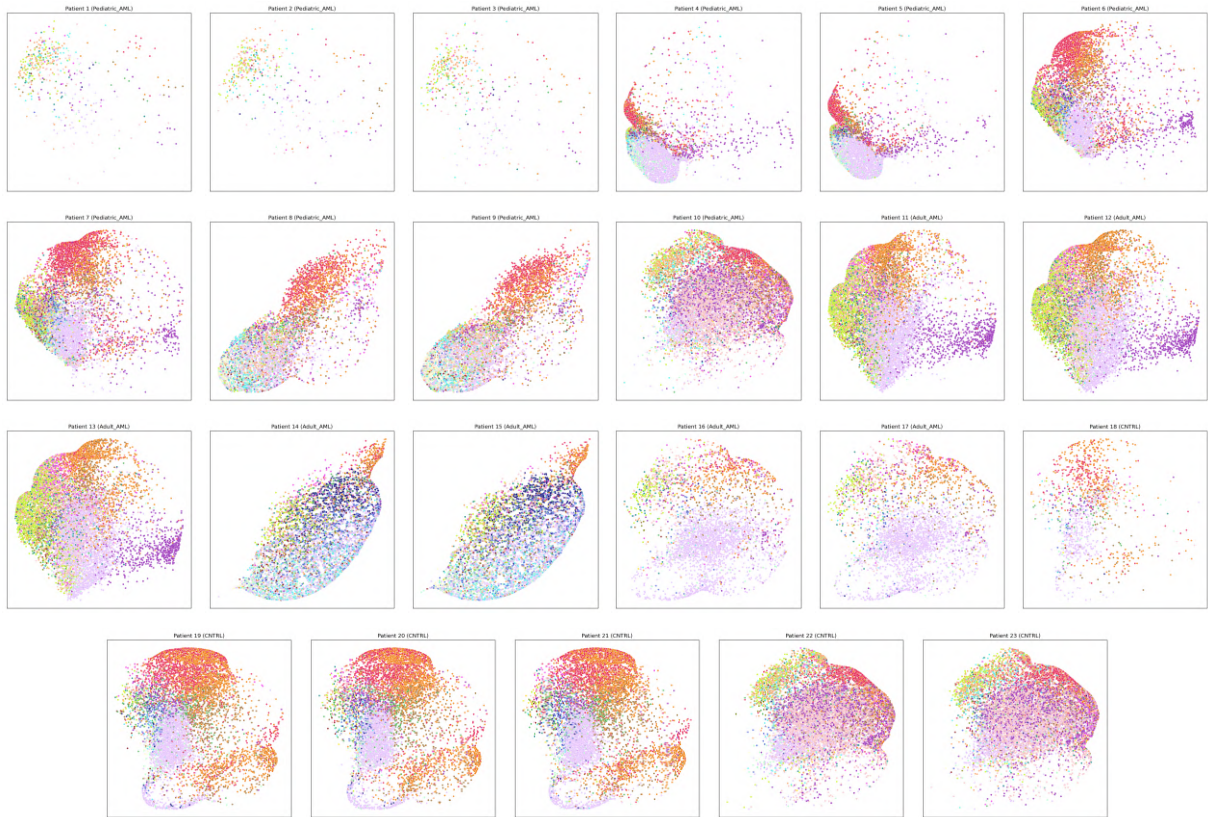 Patient 1 (Pediatric_AML)
Patient 2 (Pediatric_AML)
Patient 3 (Pediatric_AML)
Patient 4 (Pediatric_AML)
Patient 5 (Pediatric_AML)
Patient 6 (Pediatric_AML)
Patient 7 (Pediatric_AML)
Patient 8 (Pediatric_AML)
Patient 9 (Pediatric_AML)
Patient 10 (Pediatric_AML)
Patient 11 (Adult_AML)
Patient 12 (Adult_AML)
Patient 13 (Adult_AML)
Patient 14 (Adult_AML)
Patient 15 (Adult_AML)
Patient 16 (Adult_AML)
Patient 17 (Adult_AML)
Patient 18 (CNTRL)
Patient 19 (CNTRL)
Patient 20 (CNTRL)
Patient 21 (CNTRL)
Patient 22 (CNTRL)
Patient 23 (CNTRL)